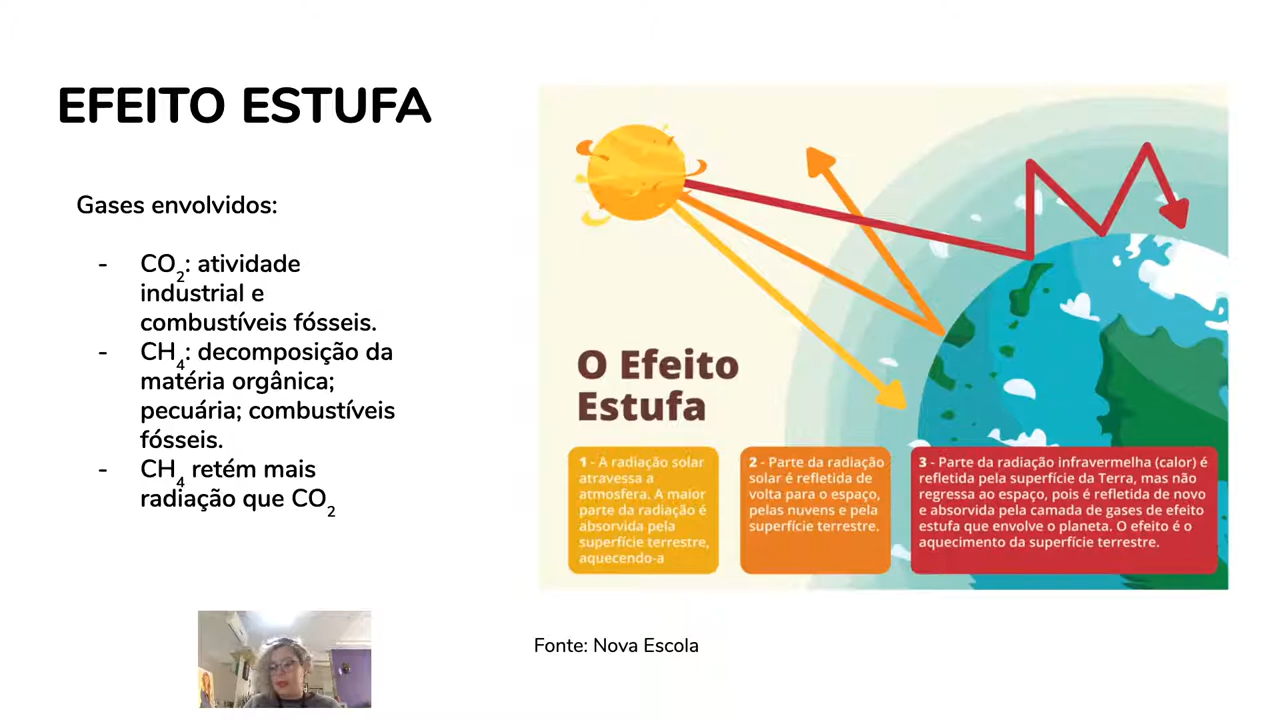 EFEITO ESTUFA
Gases envolvidos:
- CO₂: atividade
industrial e
combustíveis fósseis.
- CH₄: decomposição da
matéria orgânica;
pecuária; combustíveis
fósseis.
- CH₄ retém mais
radiação que CO₂
O Efeito
Estufa
1 - A radiação solar
atravessa a
atmosfera. A maior
parte da radiação é
absorvida pela
superfície terrestre,
aquecendo-a
2 - Parte da radiação
solar é refletida de
volta para o espaço,
pelas nuvens e pela
superfície terrestre.
3 - Parte da radiação infravermelha (calor) é
refletida pela superfície da Terra, mas não
regressa ao espaço, pois é refletida de novo
e absorvida pela camada de gases de efeito
estufa que envolve o planeta. O efeito é o
aquecimento da superfície terrestre.
Fonte: Nova Escola